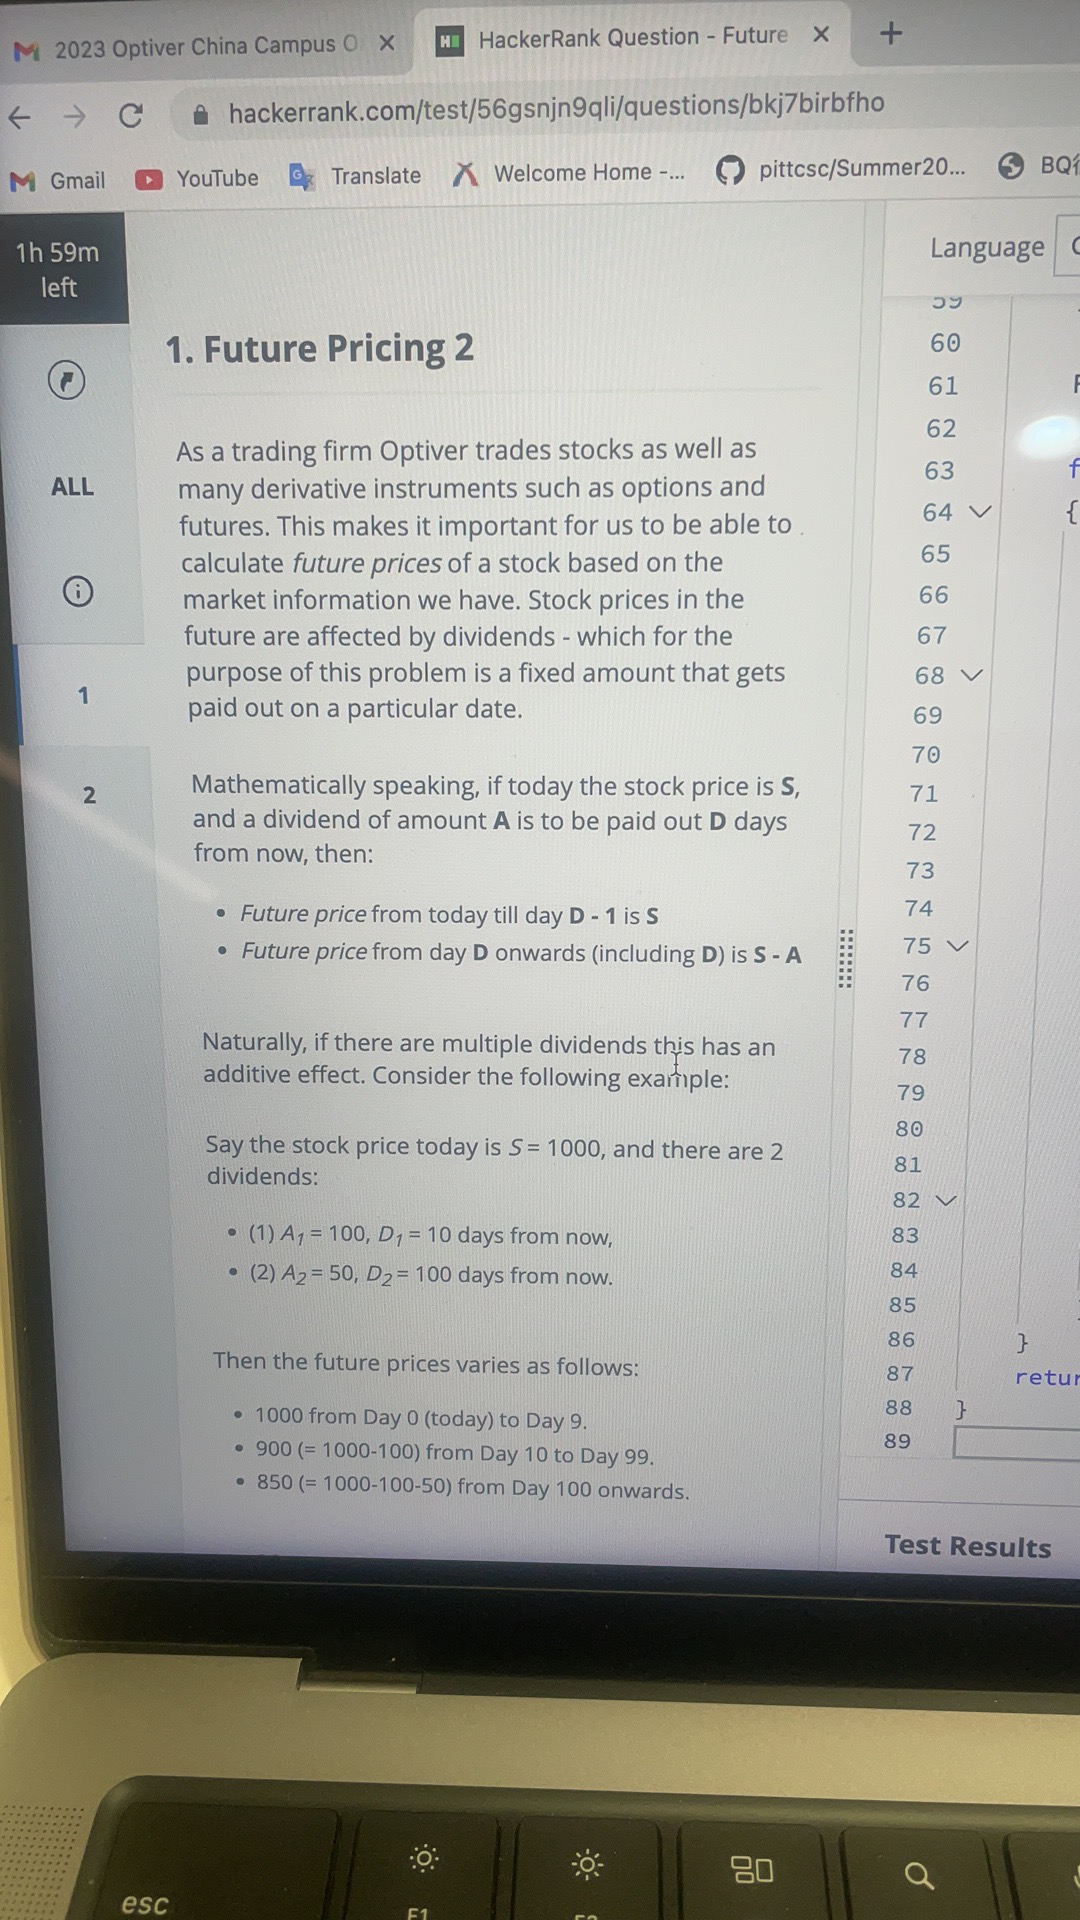 2023 Optiver China Campus O
HackerRank Question - Future
hackerrank.com/test/56gsnjn9qli/questions/bkj7birbfho
Gmail
YouTube
Translate
Welcome Home -...
pittcsc/Summer20...
1h 59m
left
ALL
1
2
1. Future Pricing 2
As a trading firm Optiver trades stocks as well as
many derivative instruments such as options and
futures. This makes it important for us to be able to
calculate future prices of a stock based on the
market information we have. Stock prices in the
future are affected by dividends - which for the
purpose of this problem is a fixed amount that gets
paid out on a particular date.
Mathematically speaking, if today the stock price is S,
and a dividend of amount A is to be paid out D days
from now, then:
• Future price from today till day D - 1 is S
• Future price from day D onwards (including D) is S - A
Naturally, if there are multiple dividends this has an
additive effect. Consider the following example:
Say the stock price today is S = 1000, and there are 2
dividends:
• (1) A1 = 100, D1 = 10 days from now,
• (2) A2 = 50, D2 = 100 days from now.
Then the future prices varies as follows:
• 1000 from Day 0 (today) to Day 9.
• 900 (= 1000-100) from Day 10 to Day 99.
• 850 (= 1000-100-50) from Day 100 onwards.
Language
59
60
61
62
63
64 {
65
66
67
68
69
70
71
72
73
74
75
76
77
78
79
80
81
82
83
84
85
86 }
87 retur
88 }
89
Test Results
esc
F1